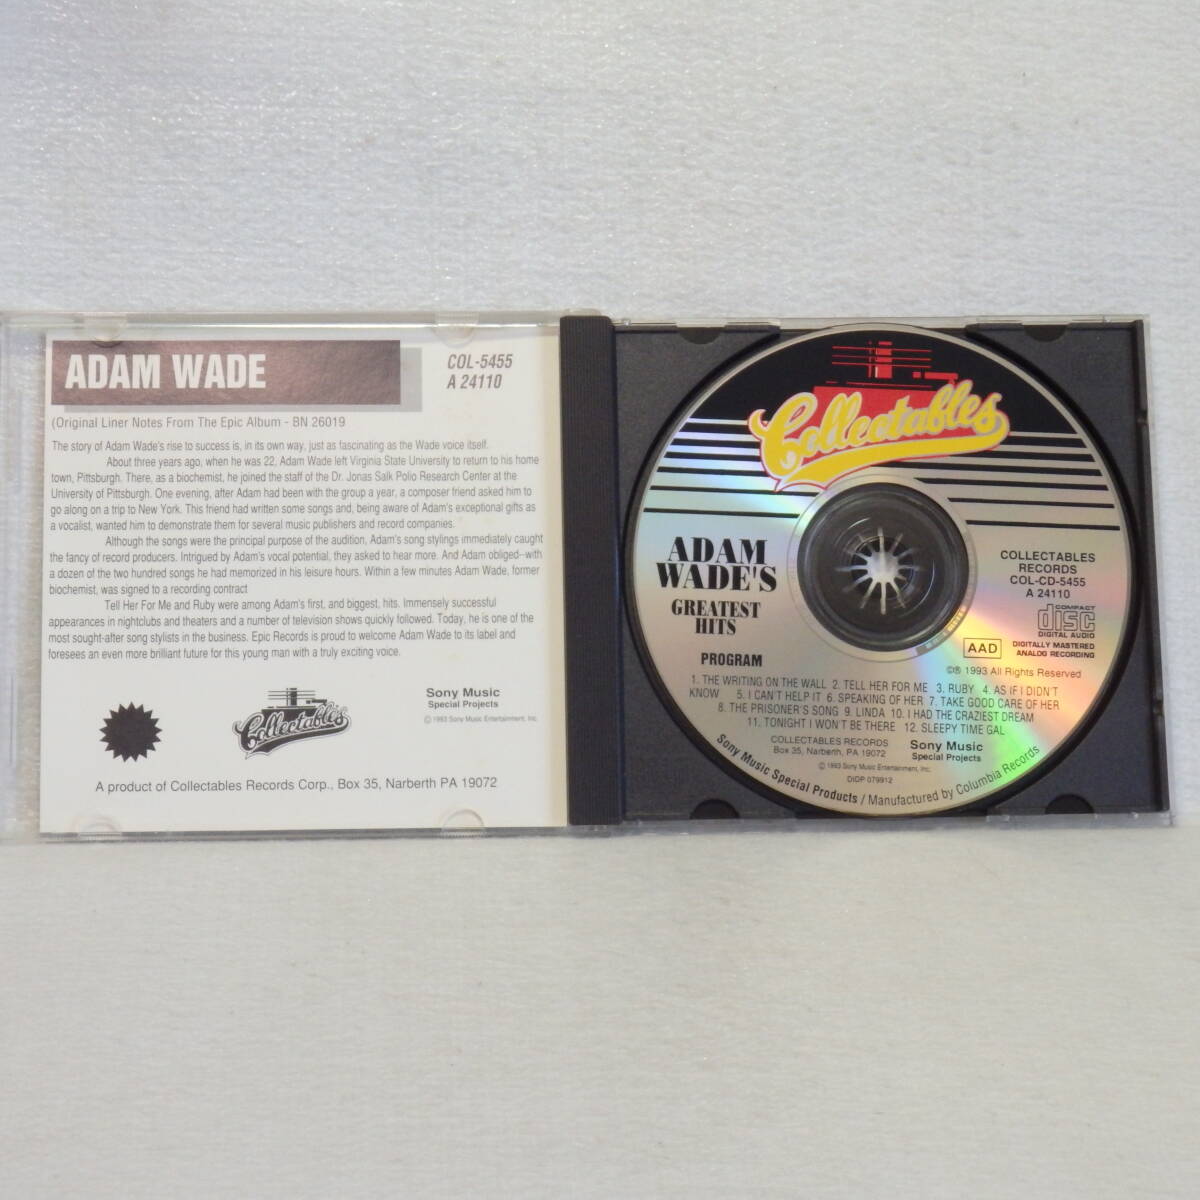 ADAM WADE
COL-5455
A 24110
(Original Liner Notes From The Epic Album - BN 26019
The story of Adam Wade's rise to success is, in its own way, just as fascinating as the Wade voice itself.
About three years ago, when he was 22, Adam Wade left Virginia State University to return to his home
town, Pittsburgh. There, as a biochemist, he joined the staff of the Dr. Jonas Salk Polio Research Center at the
University of Pittsburgh. One evening, after Adam had been with the group a year, a composer friend asked him to
go along on a trip to New York. This friend had written some songs and, being aware of Adam's exceptional gifts as
a vocalist, wanted him to demonstrate them for several music publishers and record companies.
Although the songs were the principal purpose of the audition, Adam's song stylings immediately caught
the fancy of record producers. Intrigued by Adam's vocal potential, they asked to hear more. And Adam obliged--with
a dozen of the two hundred songs he had memorized in his leisure hours. Within a few minutes Adam Wade, former
biochemist, was signed to a recording contract
Tell Her For Me and Ruby were among Adam's first, and biggest, hits. Immensely successful
appearances in nightclubs and theaters and a number of television shows quickly followed. Today, he is one of the
most sought-after song stylists in the business. Epic Records is proud to welcome Adam Wade to its label and
foresees an even more brilliant future for this young man with a truly exciting voice.
Collectables
Sony Music
Special Projects
© 1993 Sony Music Entertainment, Inc.
A product of Collectables Records Corp., Box 35, Narberth PA 19072
Collectables
ADAM
WADE'S
GREATEST
HITS
COLLECTABLES
RECORDS
COL-CD-5455
A 24110
COMPACT
disc
DIGITAL AUDIO
AAD
DIGITALLY MASTERED
ANALOG RECORDING
©℗ 1993 All Rights Reserved
PROGRAM
1. THE WRITING ON THE WALL 2. TELL HER FOR ME 3. RUBY 4. AS IF I DIDN'T
KNOW 5. I CAN'T HELP IT 6. SPEAKING OF HER 7. TAKE GOOD CARE OF HER
8. THE PRISONER'S SONG 9. LINDA 10. I HAD THE CRAZIEST DREAM
11. TONIGHT I WON'T BE THERE 12. SLEEPY TIME GAL
COLLECTABLES RECORDS
Box 35, Narberth, PA 19072
Sony Music
Special Projects
© 1993 Sony Music Entertainment, Inc.
DIDP 079912
Sony Music Special Products / Manufactured by Columbia Records